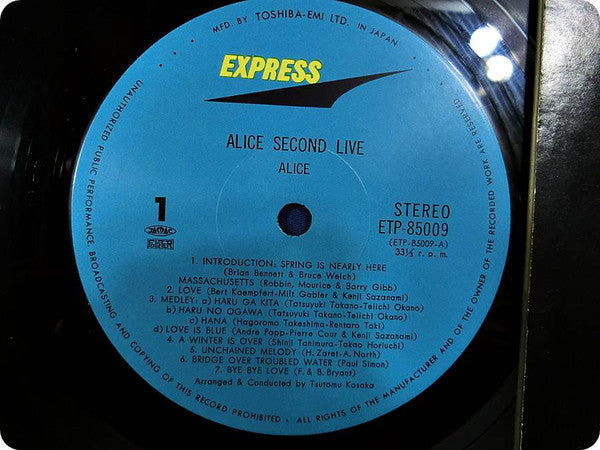 MFD. BY TOSHIBA-EMI LTD. IN JAPAN
EXPRESS
ALICE SECOND LIVE
ALICE
1
STEREO
ETP-85009
(ETP-85009-A)
33⅓ r. p. m.
1. INTRODUCTION: SPRING IS NEARLY HERE
(Brian Bennett & Bruce Welch)
MASSACHUSETTS (Robbin, Maurice & Barry Gibb)
2. LOVE (Bert Kaempfert-Milt Gabler & Kenji Sazanami)
3. MEDLEY: a) HARU GA KITA (Tatsuyuki Takano-Teiichi Okano)
b) HARU NO OGAWA (Tatsuyuki Takano-Teiichi Okano)
c) HANA (Hagoromo Takeshima-Rentaro Taki)
d) LOVE IS BLUE (Andre Popp-Pierre Cour & Kenji Sazanami)
4. A WINTER IS OVER (Shinji Tanimura-Takao Horiuchi)
5. UNCHAINED MELODY (H. Zaret-A. North)
6. BRIDGE OVER TROUBLED WATER (Paul Simon)
7. BYE BYE LOVE (F. & B. Bryant)
Arranged & Conducted by Tsutomu Kosaka
UNAUTHORIZED PUBLIC PERFORMANCE, BROADCASTING AND COPYING OF THIS RECORD PROHIBITED - ALL RIGHTS OF THE MANUFACTURER AND OF THE OWNER OF THE RECORDED WORK ARE RESERVED